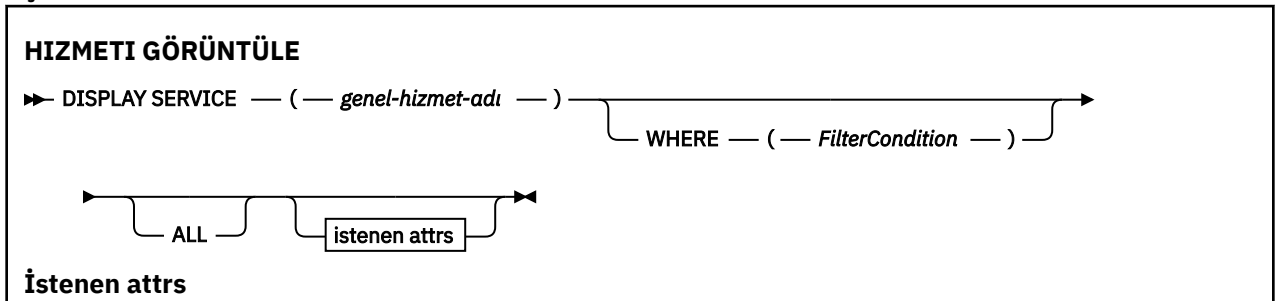 HIZMETI GÖRÜNTÜLE
DISPLAY SERVICE ( genel-hizmet-adı )
WHERE ( FilterCondition )
ALL
istenen attrs
İstenen attrs